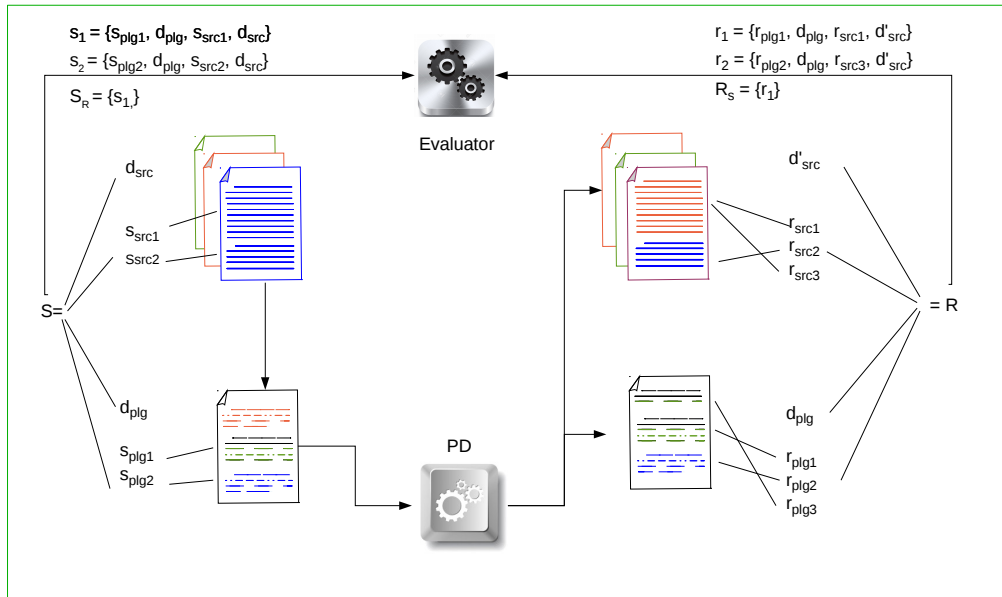 s1 = {splg1, dplg, ssrc1, dsrc}
s2 = {splg2, dplg, ssrc2, dsrc}
SR = {s1,}
r1 = {rplg1, dplg, rsrc1, d'src}
r2 = {rplg2, dplg, rsrc3, d'src}
Rs = {r1}
Evaluator
dsrc
ssrc1
ssrc2
S=
dplg
splg1
splg2
PD
d'src
rsrc1
rsrc2
rsrc3
= R
dplg
rplg1
rplg2
rplg3